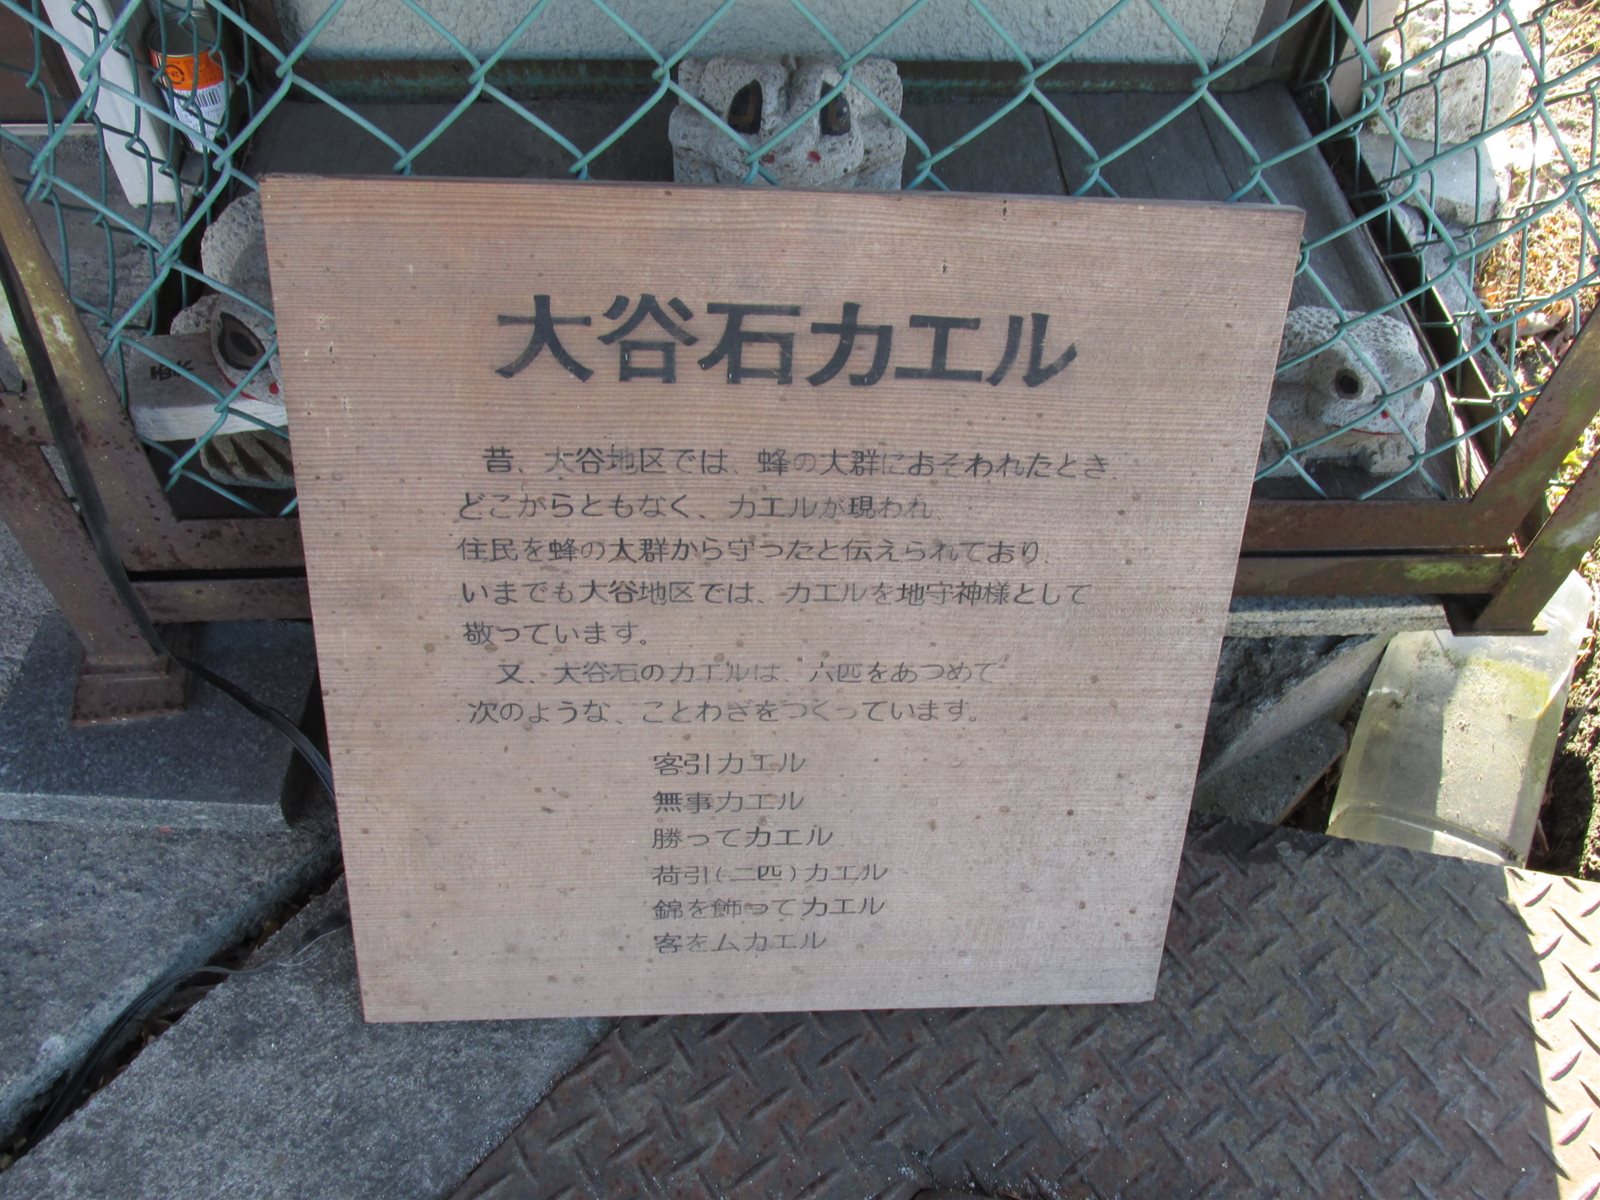 大谷石カエル
昔、大谷地区では、蜂の大群におそわれたとき、
どこからともなく、カエルが現われ、
住民を蜂の大群から守ったと伝えられており、
いまでも大谷地区では、カエルを地守神様として
敬っています。
又、大谷石のカエルは、六匹をあつめて
次のような、ことわざをつくっています。
客引カエル
無事カエル
勝ってカエル
荷引(二匹)カエル
錦を飾ってカエル
客をムカエル